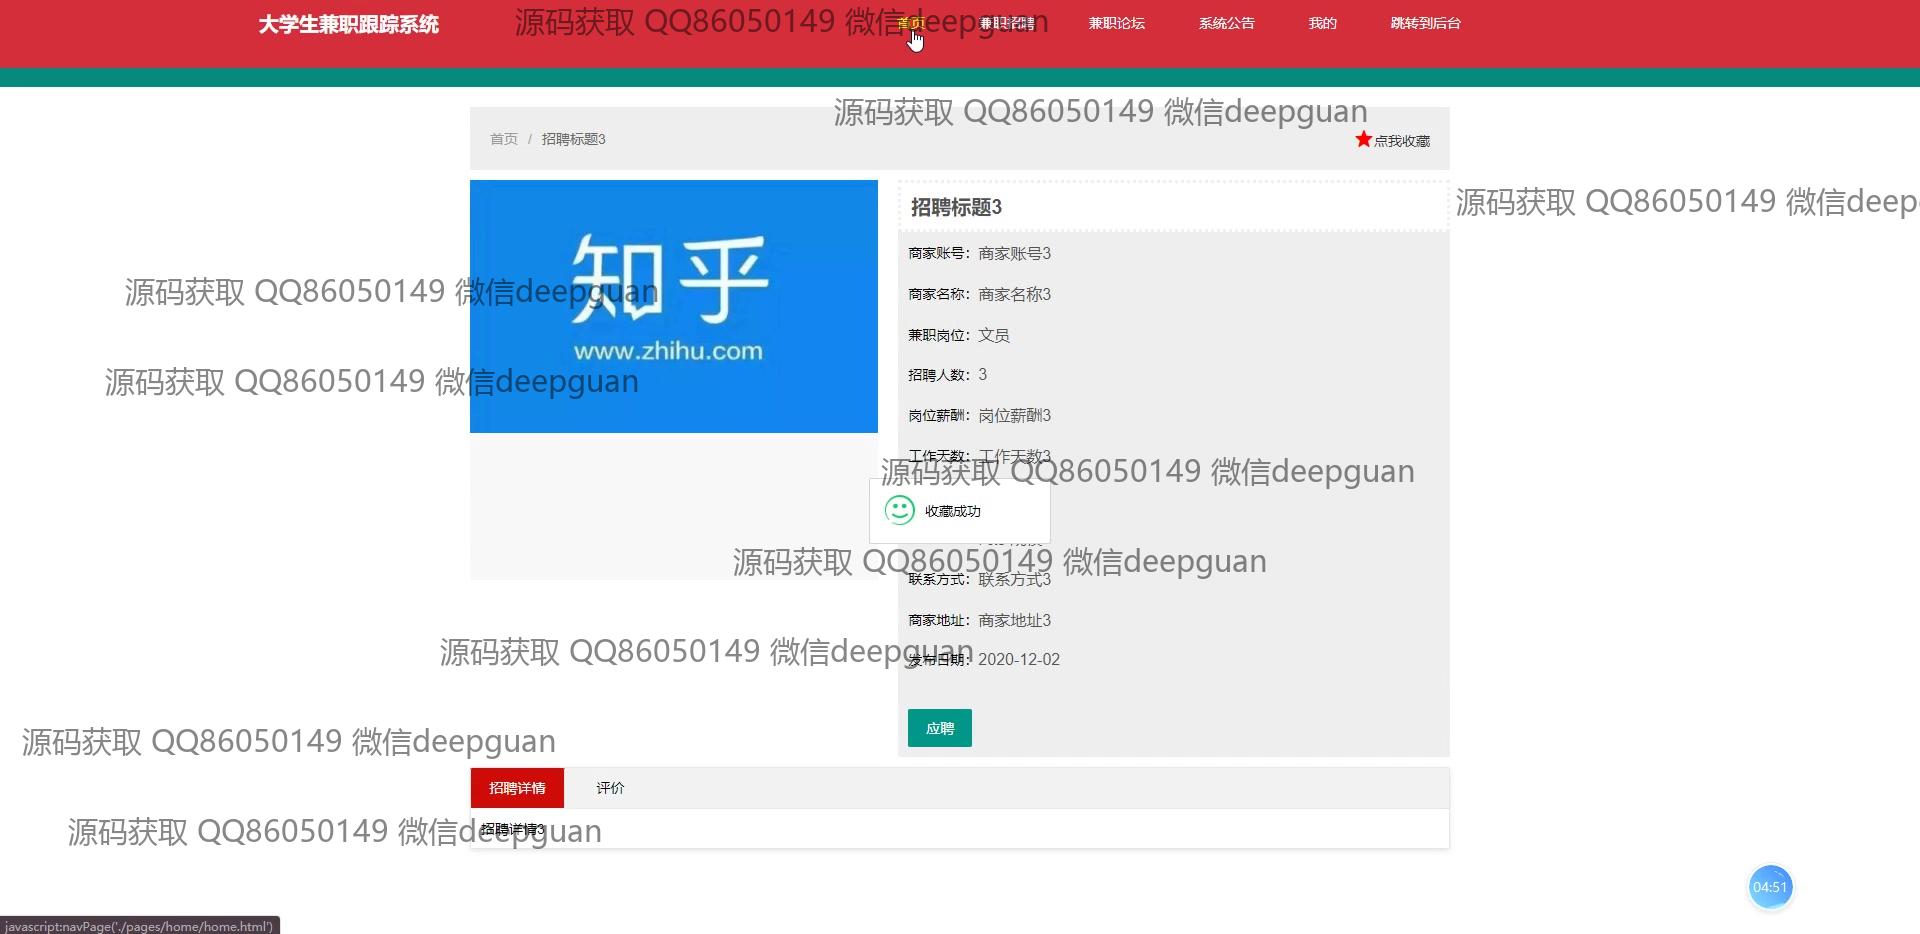 大学生兼职跟踪系统
首页 兼职招聘 兼职论坛 系统公告 我的 跳转到后台
源码获取 QQ86050149 微信deepguan
源码获取 QQ86050149 微信deepguan
首页 / 招聘标题3
点我收藏
知乎
www.zhihu.com
招聘标题3
源码获取 QQ86050149 微信deep
商家账号: 商家账号3
商家名称: 商家名称3
源码获取 QQ86050149 微信deepguan
兼职岗位: 文员
招聘人数: 3
源码获取 QQ86050149 微信deepguan
岗位薪酬: 岗位薪酬3
工作天数: 工作天数3
源码获取 QQ86050149 微信deepguan
收藏成功
源码获取 QQ86050149 微信deepguan
联系方式: 联系方式3
商家地址: 商家地址3
源码获取 QQ86050149 微信deepguan
发布日期: 2020-12-02
应聘
源码获取 QQ86050149 微信deepguan
招聘详情 评价
招聘详情3
源码获取 QQ86050149 微信deepguan
04:51
javascript:navPage('./pages/home/home.html')